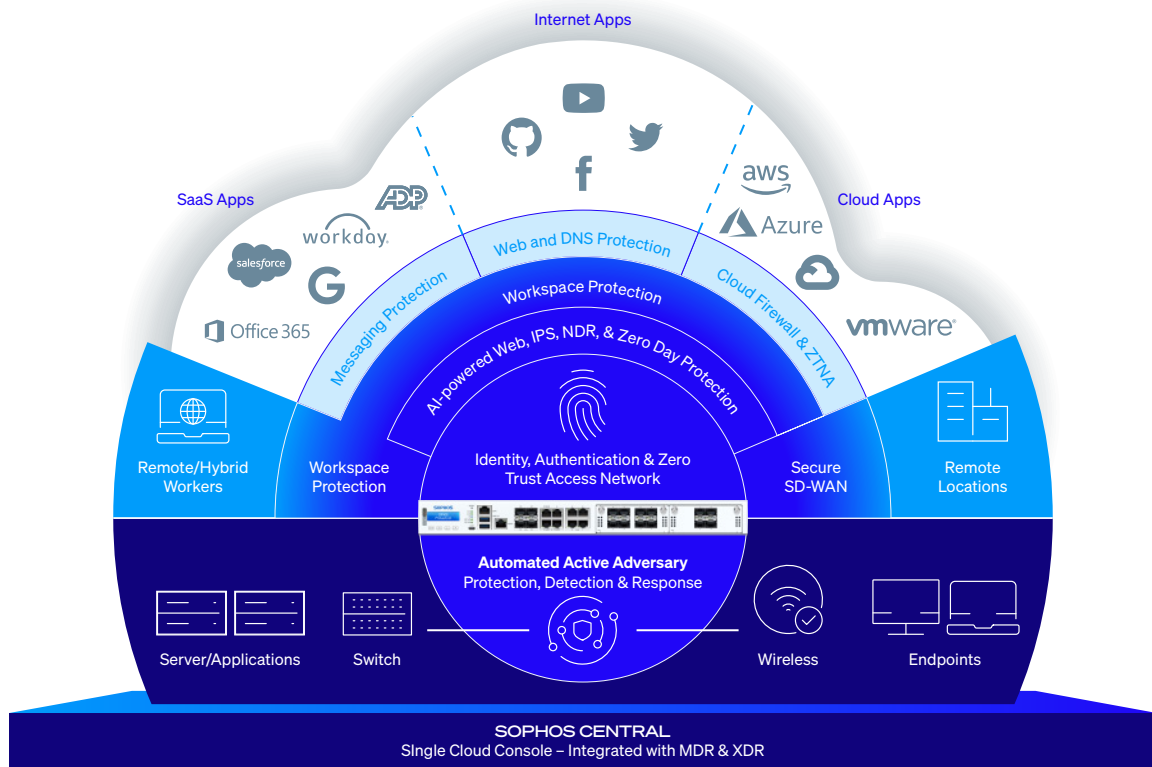 Internet Apps
SaaS Apps
ADP
workday.
salesforce
G
Office 365
f
aws
Azure
Cloud Apps
vmware®
Messaging Protection
Web and DNS Protection
Cloud Firewall & ZTNA
Workspace Protection
AI-powered Web, IPS, NDR, & Zero Day Protection
Remote/Hybrid
Workers
Workspace
Protection
Identity, Authentication & Zero
Trust Access Network
Secure
SD-WAN
Remote
Locations
SOPHOS
Automated Active Adversary
Protection, Detection & Response
Server/Applications
Switch
Wireless
Endpoints
SOPHOS CENTRAL
SIngle Cloud Console – Integrated with MDR & XDR